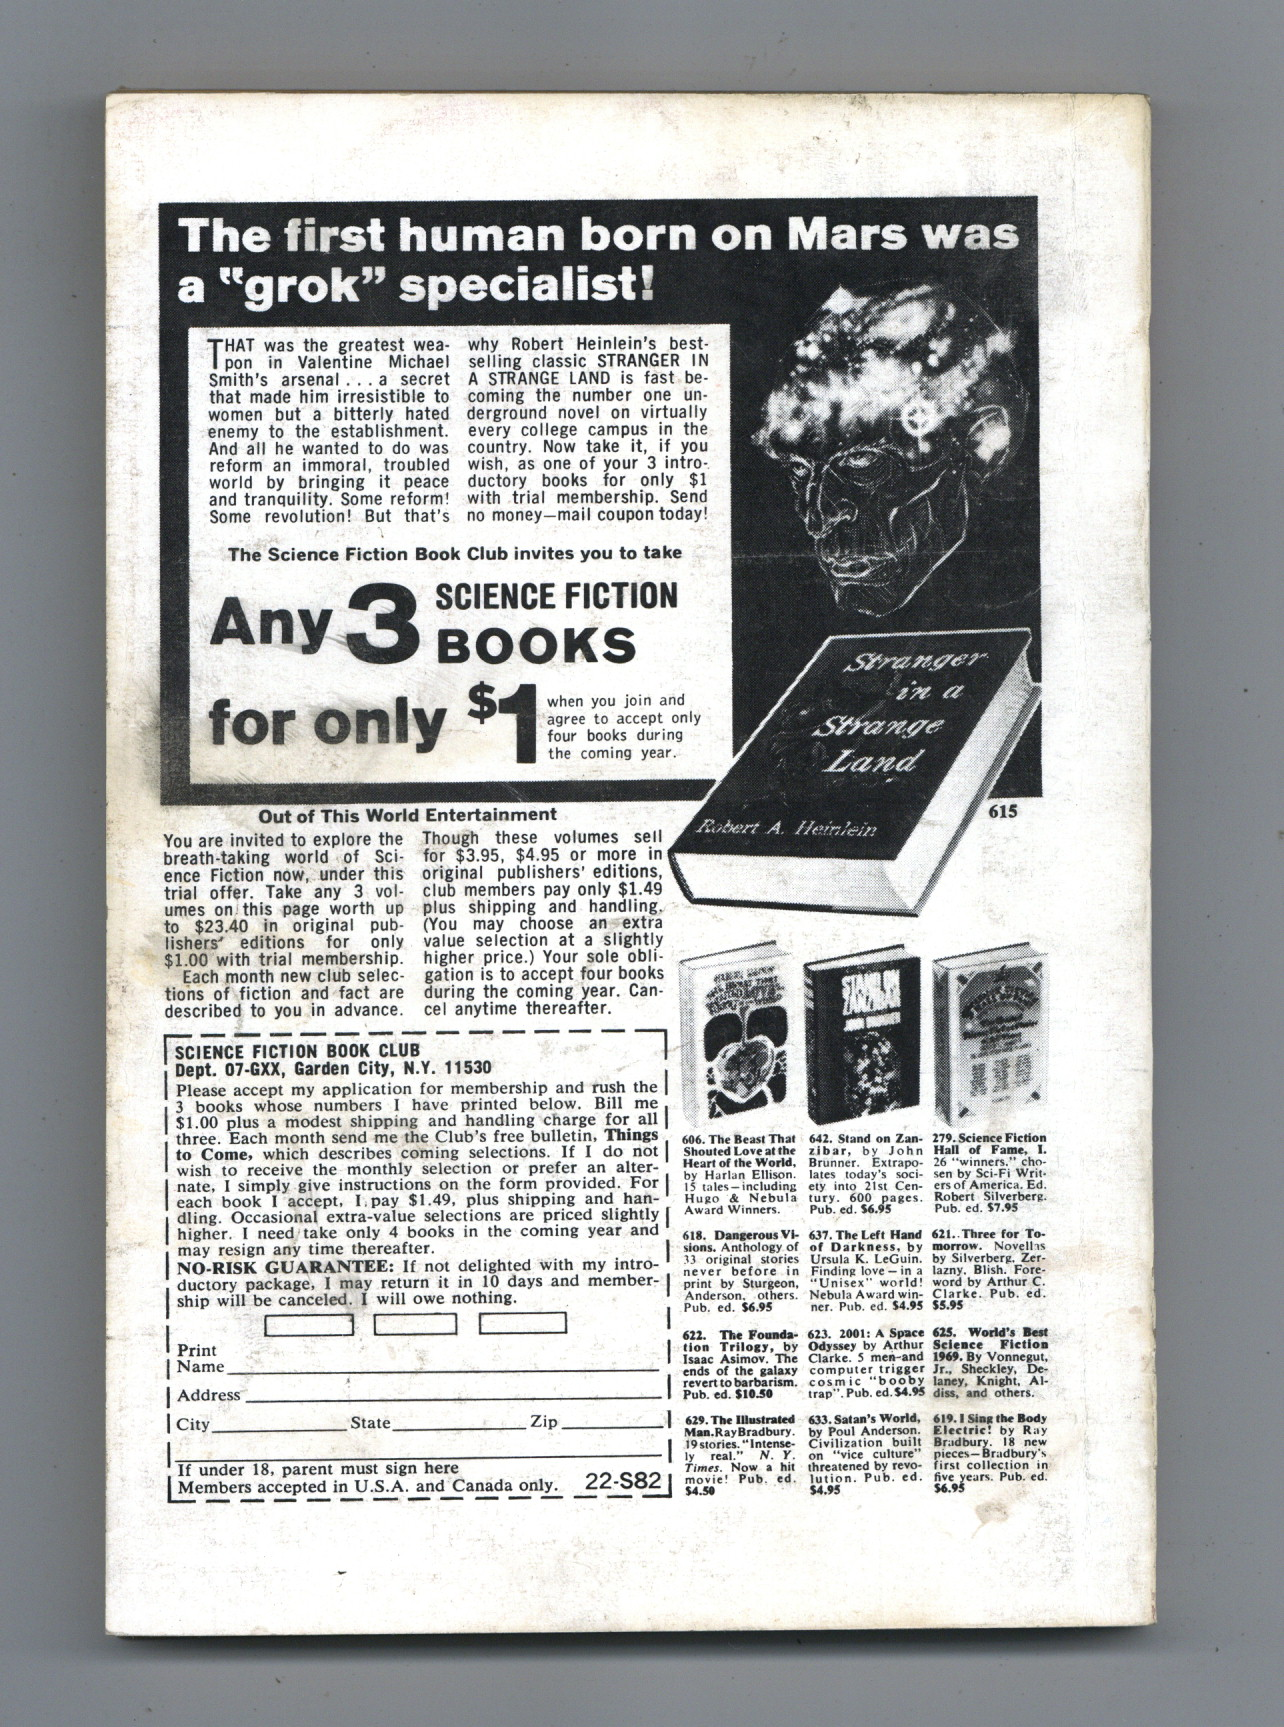 The first human born on Mars was
a "grok" specialist!
THAT was the greatest wea-
pon in Valentine Michael
Smith's arsenal . . . a secret
that made him irresistible to
women but a bitterly hated
enemy to the establishment.
And all he wanted to do was
reform an immoral, troubled
world by bringing it peace
and tranquility. Some reform!
Some revolution! But that's
why Robert Heinlein's best-
selling classic STRANGER IN
A STRANGE LAND is fast be-
coming the number one un-
derground novel on virtually
every college campus in the
country. Now take it, if you
wish, as one of your 3 intro-
ductory books for only $1
with trial membership. Send
no money—mail coupon today!
The Science Fiction Book Club invites you to take
Any 3 SCIENCE FICTION
BOOKS
for only $1
when you join and
agree to accept only
four books during
the coming year.
Stranger
in a
Strange
Land
Robert A. Heinlein
615
Out of This World Entertainment
You are invited to explore the
breath-taking world of Sci-
ence Fiction now, under this
trial offer. Take any 3 vol-
umes on this page worth up
to $23.40 in original pub-
lishers' editions for only
$1.00 with trial membership.
Each month new club selec-
tions of fiction and fact are
described to you in advance.
Though these volumes sell
for $3.95, $4.95 or more in
original publishers' editions,
club members pay only $1.49
plus shipping and handling.
(You may choose an extra
value selection at a slightly
higher price.) Your sole obli-
gation is to accept four books
during the coming year. Can-
cel anytime thereafter.
SCIENCE FICTION BOOK CLUB
Dept. 07-GXX, Garden City, N.Y. 11530
Please accept my application for membership and rush the
3 books whose numbers I have printed below. Bill me
$1.00 plus a modest shipping and handling charge for all
three. Each month send me the Club's free bulletin, Things
to Come, which describes coming selections. If I do not
wish to receive the monthly selection or prefer an alter-
nate, I simply give instructions on the form provided. For
each book I accept, I pay $1.49, plus shipping and han-
dling. Occasional extra-value selections are priced slightly
higher. I need take only 4 books in the coming year and
may resign any time thereafter.
NO-RISK GUARANTEE: If not delighted with my intro-
ductory package, I may return it in 10 days and member-
ship will be canceled. I will owe nothing.
Print
Name
Address
City State Zip
If under 18, parent must sign here
Members accepted in U.S.A. and Canada only. 22-S82
STAND ON
ZANZIBAR
JOHN BRUNNER
606. The Beast That
Shouted Love at the
Heart of the World,
by Harlan Ellison.
15 tales—including
Hugo & Nebula
Award Winners.
642. Stand on Zan-
zibar, by John
Brunner. Extrapo-
lates today's soci-
ety into 21st Cen-
tury. 600 pages.
Pub. ed. $6.95
279. Science Fiction
Hall of Fame, I.
26 "winners." cho-
sen by Sci-Fi Writ-
ers of America. Ed.
Robert Silverberg.
Pub. ed. $7.95
618. Dangerous Vi-
sions. Anthology of
33 original stories
never before in
print by Sturgeon,
Anderson, others.
Pub. ed. $6.95
637. The Left Hand
of Darkness, by
Ursula K. LeGuin.
Finding love—in a
"Unisex" world!
Nebula Award win-
ner. Pub. ed. $4.95
621. Three for To-
morrow. Novellas
by Silverberg, Zer-
lazny, Blish. Fore-
word by Arthur C.
Clarke. Pub. ed.
$5.95
622. The Founda-
tion Trilogy, by
Isaac Asimov. The
ends of the galaxy
revert to barbarism.
Pub. ed. $10.50
623. 2001: A Space
Odyssey by Arthur
Clarke. 5 men—and
computer trigger
cosmic "booby
trap". Pub. ed. $4.95
625. World's Best
Science Fiction
1969. By Vonnegut,
Jr., Sheckley, De-
laney, Knight, Al-
diss, and others.
629. The Illustrated
Man. Ray Bradbury.
19 stories. "Intense-
ly real." N. Y.
Times. Now a hit
movie! Pub. ed.
$4.50
633. Satan's World,
by Poul Anderson.
Civilization built
on "vice culture"
threatened by revo-
lution. Pub. ed.
$4.95
619. I Sing the Body
Electric! by Ray
Bradbury. 18 new
pieces—Bradbury's
first collection in
five years. Pub. ed.
$6.95